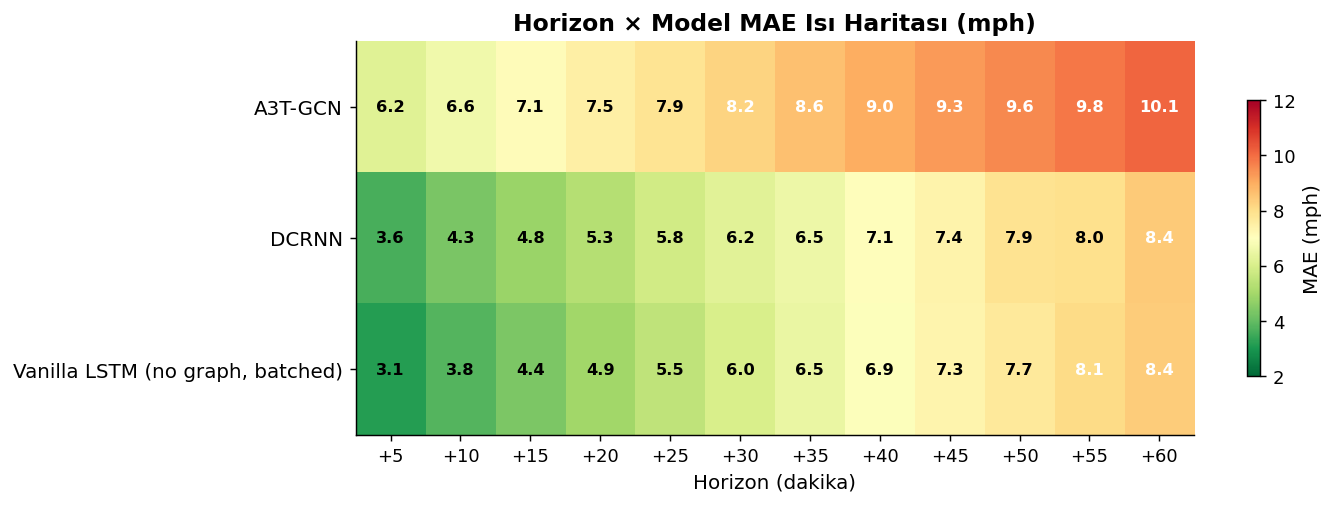 Horizon × Model MAE Isı Haritası (mph)
A3T-GCN 6.2 6.6 7.1 7.5 7.9 8.2 8.6 9.0 9.3 9.6 9.8 10.1
DCRNN 3.6 4.3 4.8 5.3 5.8 6.2 6.5 7.1 7.4 7.9 8.0 8.4
Vanilla LSTM (no graph, batched) 3.1 3.8 4.4 4.9 5.5 6.0 6.5 6.9 7.3 7.7 8.1 8.4
+5 +10 +15 +20 +25 +30 +35 +40 +45 +50 +55 +60
Horizon (dakika)
12
10
8
6
4
2
MAE (mph)